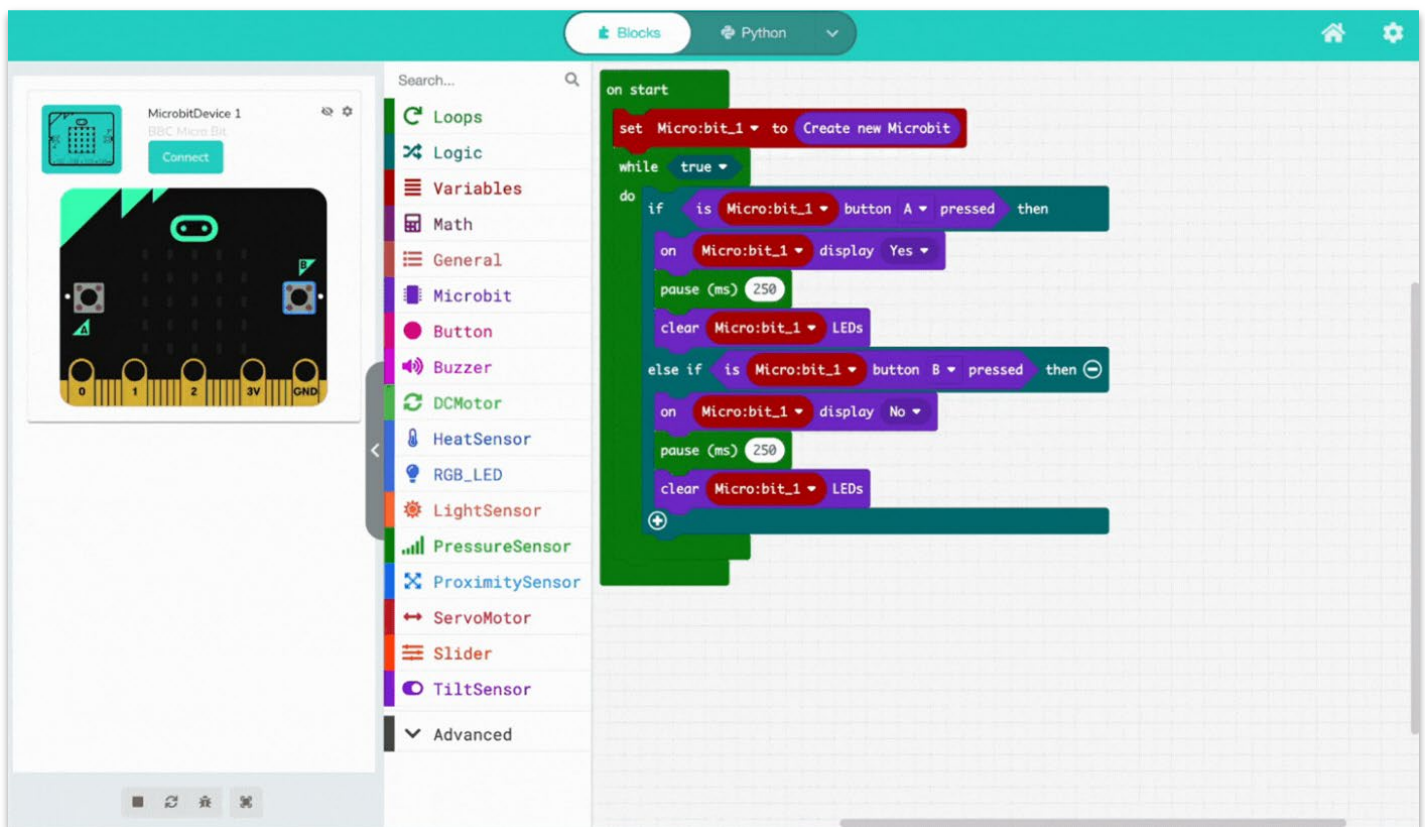 Blocks
Python
MicrobitDevice 1
BBC Micro Bit
Connect
A
B
0 1 2 3V GND
Search...
Loops
Logic
Variables
Math
General
Microbit
Button
Buzzer
DCMotor
HeatSensor
RGB_LED
LightSensor
PressureSensor
ProximitySensor
ServoMotor
Slider
TiltSensor
Advanced
on start
set Micro:bit_1 to Create new Microbit
while true
do
if is Micro:bit_1 button A pressed then
on Micro:bit_1 display Yes
pause (ms) 250
clear Micro:bit_1 LEDs
else if is Micro:bit_1 button B pressed then
on Micro:bit_1 display No
pause (ms) 250
clear Micro:bit_1 LEDs